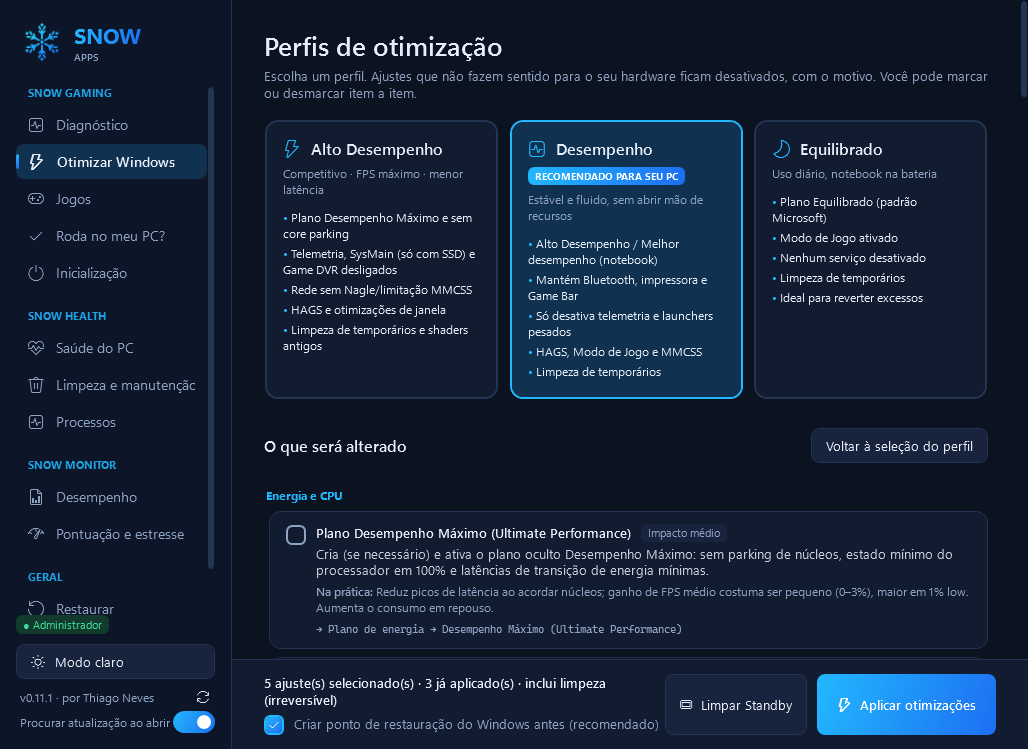 SNOW
APPS
SNOW GAMING
Diagnóstico
Otimizar Windows
Jogos
Roda no meu PC?
Inicialização
SNOW HEALTH
Saúde do PC
Limpeza e manutençã
Processos
SNOW MONITOR
Desempenho
Pontuação e estresse
GERAL
Restaurar
● Administrador
Modo claro
v0.11.1 · por Thiago Neves
Procurar atualização ao abrir
Perfis de otimização
Escolha um perfil. Ajustes que não fazem sentido para o seu hardware ficam desativados, com o motivo. Você pode marcar
ou desmarcar item a item.
Alto Desempenho
Competitivo · FPS máximo · menor
latência
• Plano Desempenho Máximo e sem
core parking
• Telemetria, SysMain (só com SSD) e
Game DVR desligados
• Rede sem Nagle/limitação MMCSS
• HAGS e otimizações de janela
• Limpeza de temporários e shaders
antigos
Desempenho
RECOMENDADO PARA SEU PC
Estável e fluido, sem abrir mão de
recursos
• Alto Desempenho / Melhor
desempenho (notebook)
• Mantém Bluetooth, impressora e
Game Bar
• Só desativa telemetria e launchers
pesados
• HAGS, Modo de Jogo e MMCSS
• Limpeza de temporários
Equilibrado
Uso diário, notebook na bateria
• Plano Equilibrado (padrão
Microsoft)
• Modo de Jogo ativado
• Nenhum serviço desativado
• Limpeza de temporários
• Ideal para reverter excessos
O que será alterado
Voltar à seleção do perfil
Energia e CPU
Plano Desempenho Máximo (Ultimate Performance) Impacto médio
Cria (se necessário) e ativa o plano oculto Desempenho Máximo: sem parking de núcleos, estado mínimo do
processador em 100% e latências de transição de energia mínimas.
Na prática: Reduz picos de latência ao acordar núcleos; ganho de FPS médio costuma ser pequeno (0–3%), maior em 1% low.
Aumenta o consumo em repouso.
→ Plano de energia → Desempenho Máximo (Ultimate Performance)
5 ajuste(s) selecionado(s) · 3 já aplicado(s) · inclui limpeza
(irreversível)
Criar ponto de restauração do Windows antes (recomendado)
Limpar Standby
Aplicar otimizações